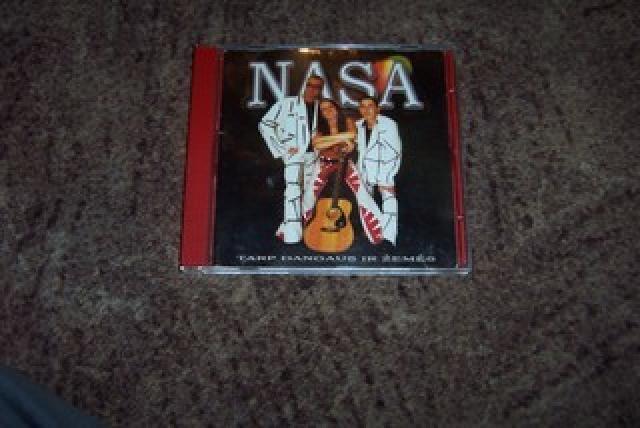 NASA
TARP DANGAUS IR ŽEMĖS